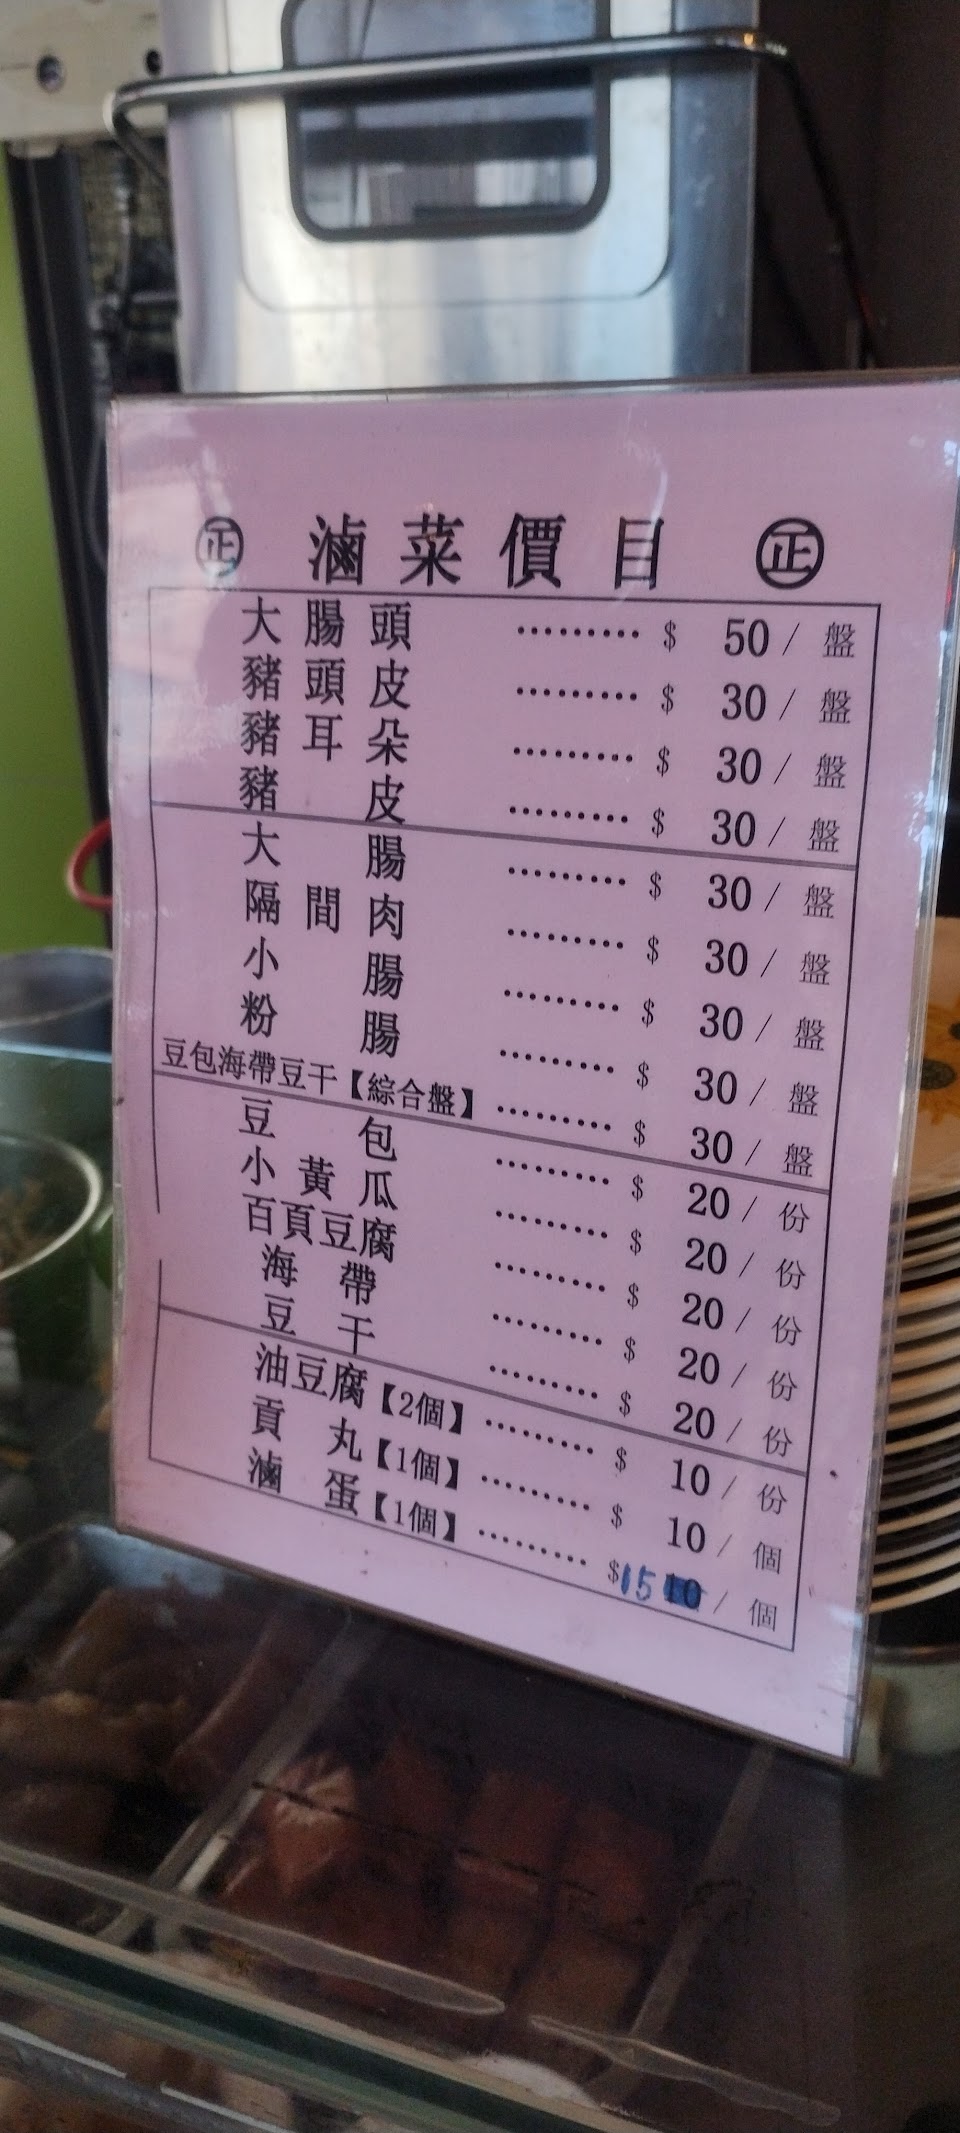 ㊣ 滷菜價目 ㊣
大腸頭 ········· $ 50 / 盤
豬頭皮 ········· $ 30 / 盤
豬耳朵 ········· $ 30 / 盤
豬皮 ········· $ 30 / 盤
大腸 ········· $ 30 / 盤
隔間肉 ········· $ 30 / 盤
小腸 ········· $ 30 / 盤
粉腸 ········· $ 30 / 盤
豆包海帶豆干【綜合盤】 ········· $ 30 / 盤
豆包 ········· $ 20 / 份
小黃瓜 ········· $ 20 / 份
百頁豆腐 ········· $ 20 / 份
海帶 ········· $ 20 / 份
豆干 ········· $ 20 / 份
油豆腐【2個】 ········· $ 10 / 份
貢丸【1個】 ········· $ 10 / 個
滷蛋【1個】 ········· $ 15 10 / 個